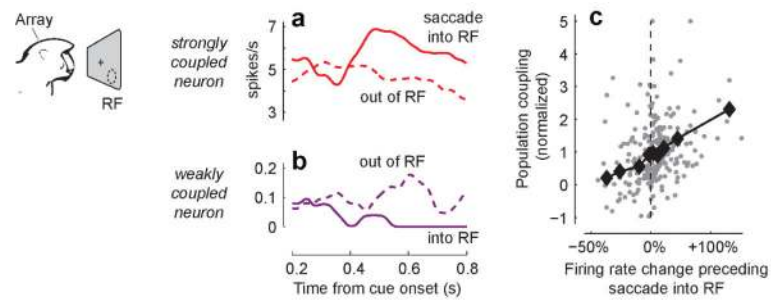 Array
RF
strongly
coupled
neuron
a
spikes/s
7
5
3
saccade
into RF
out of RF
weakly
coupled
neuron
b
0.2
0.1
0
out of RF
into RF
0.2 0.4 0.6 0.8
Time from cue onset (s)
c
Population coupling
(normalized)
5
4
3
2
1
0
−1
−50% 0% +100%
Firing rate change preceding
saccade into RF